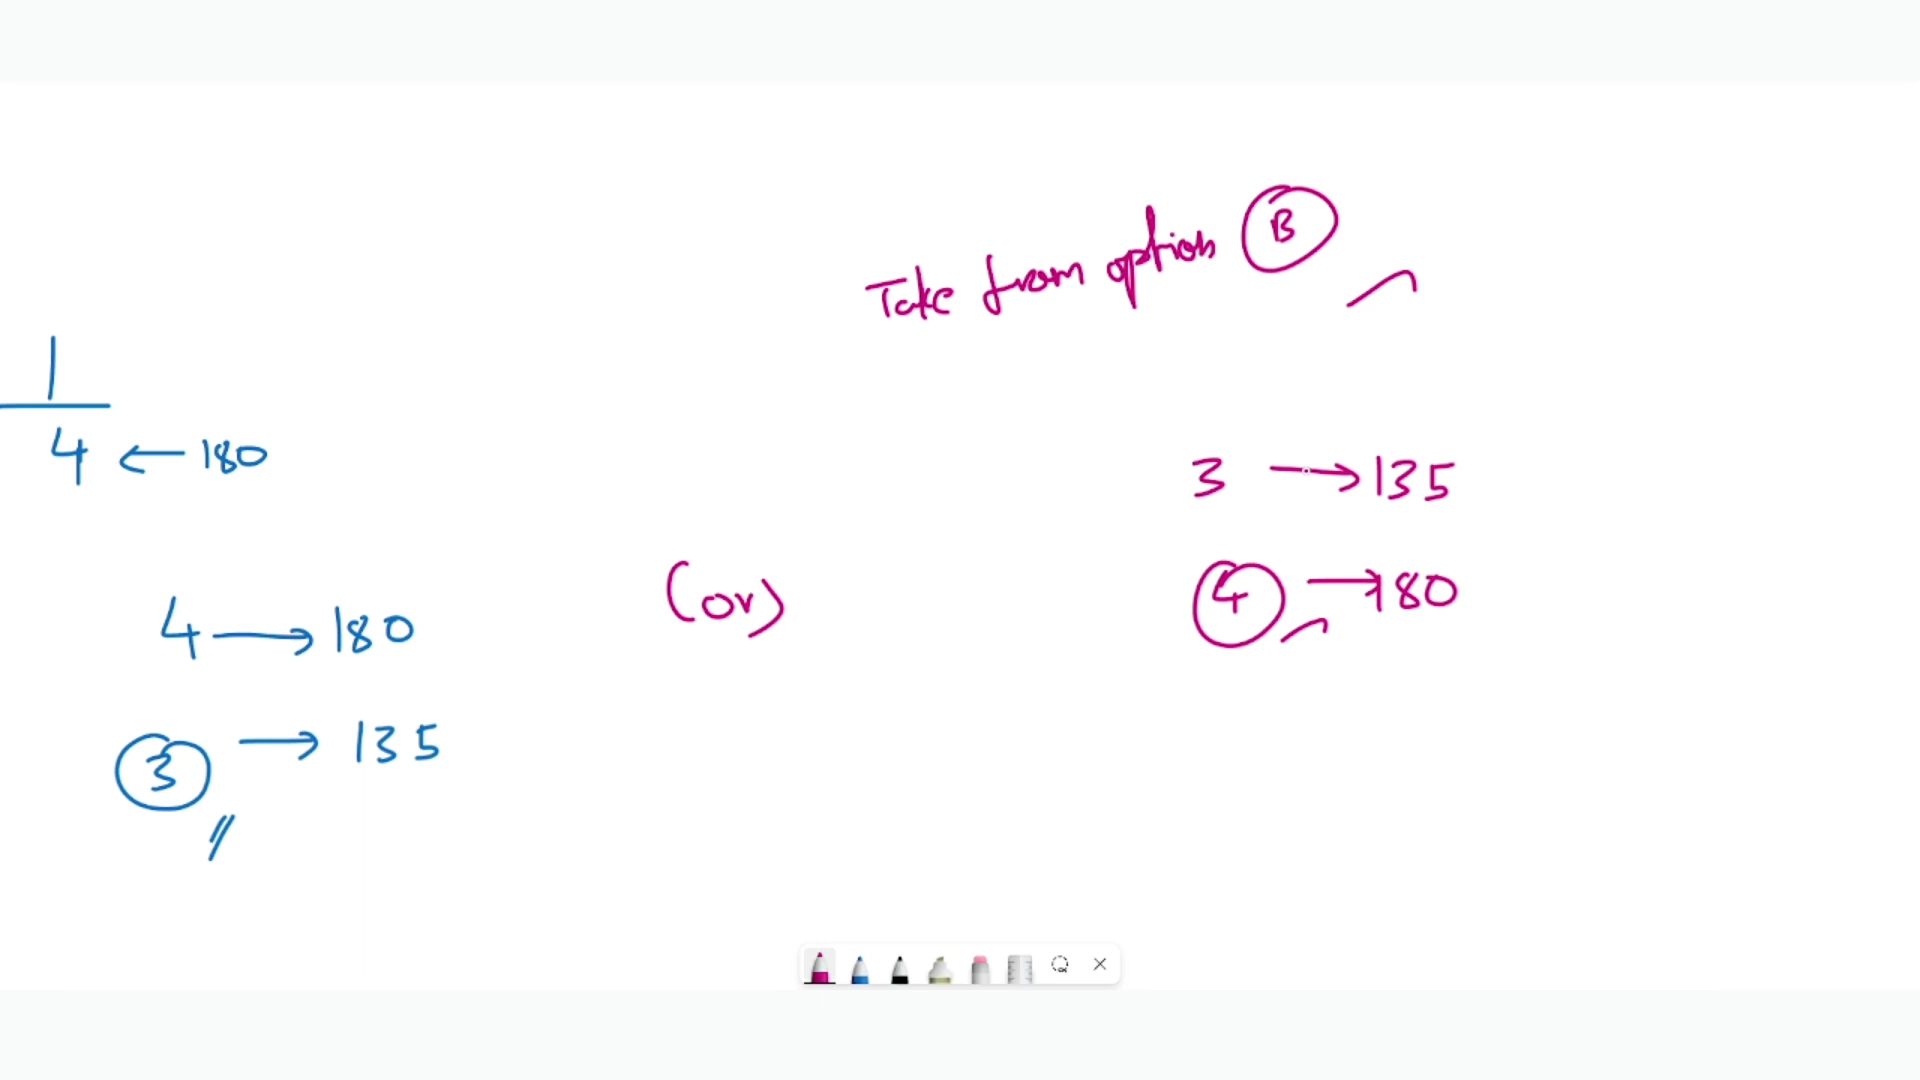 Take from option B
1
4 ← 180
3 → 135
(or)
4 → 180
4 → 180
3 → 135